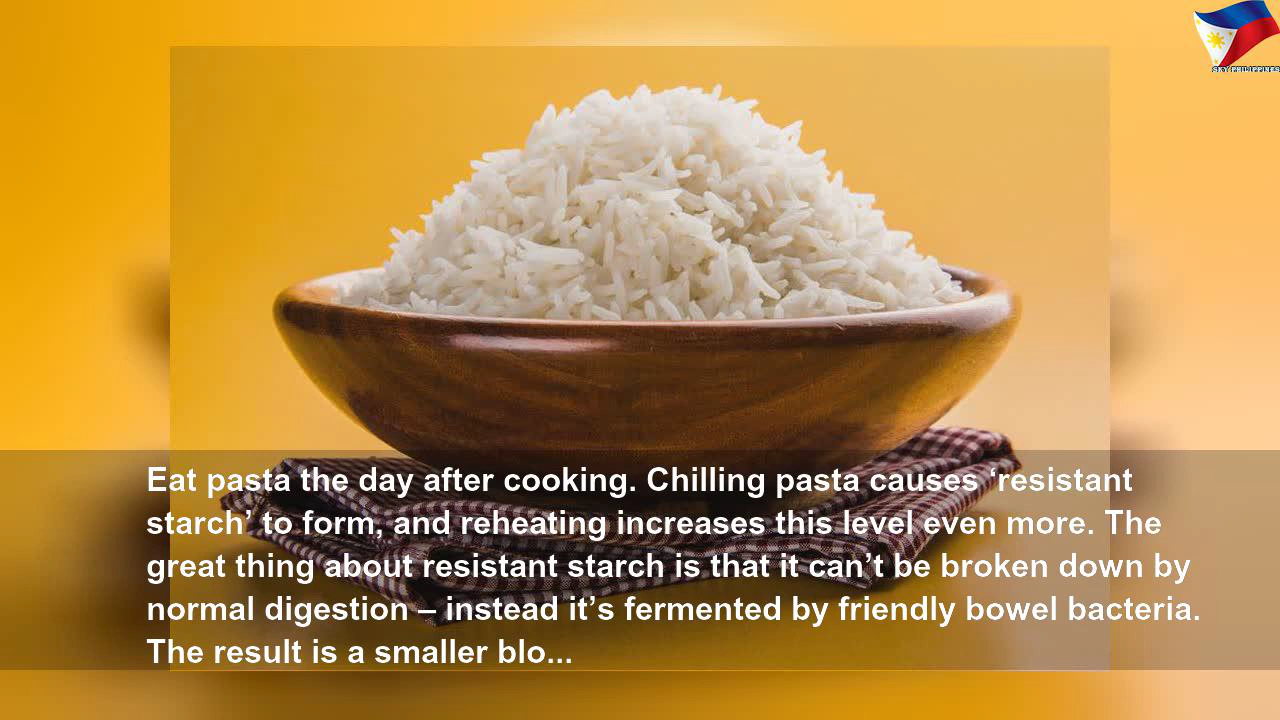 SKY PHILIPPINES
Eat pasta the day after cooking. Chilling pasta causes ‘resistant
starch’ to form, and reheating increases this level even more. The
great thing about resistant starch is that it can’t be broken down by
normal digestion – instead it’s fermented by friendly bowel bacteria.
The result is a smaller blo...